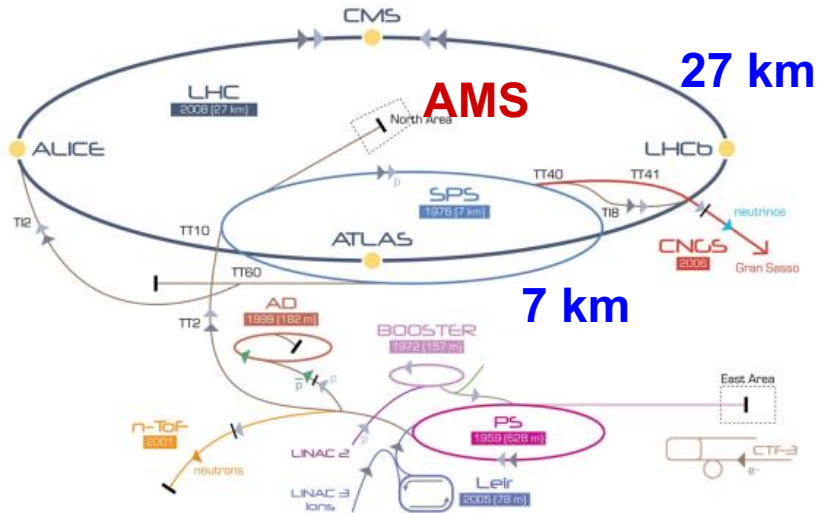 CMS
27 km
LHC
2008 (27 km)
AMS
North Area
ALICE
LHCb
TT40
TT41
p
SPS
1976 (7 km)
TI8
neutrinos
TI2
TT10
ATLAS
CNGS
2006
Gran Sasso
TT60
AD
1999 (182 m)
7 km
TT2
BOOSTER
1972 (157 m)
p
p
East Area
n-ToF
2001
PS
1959 (628 m)
p
LINAC 2
neutrons
CTF-3
e-
LINAC 3
Ions
Leir
2005 (78 m)